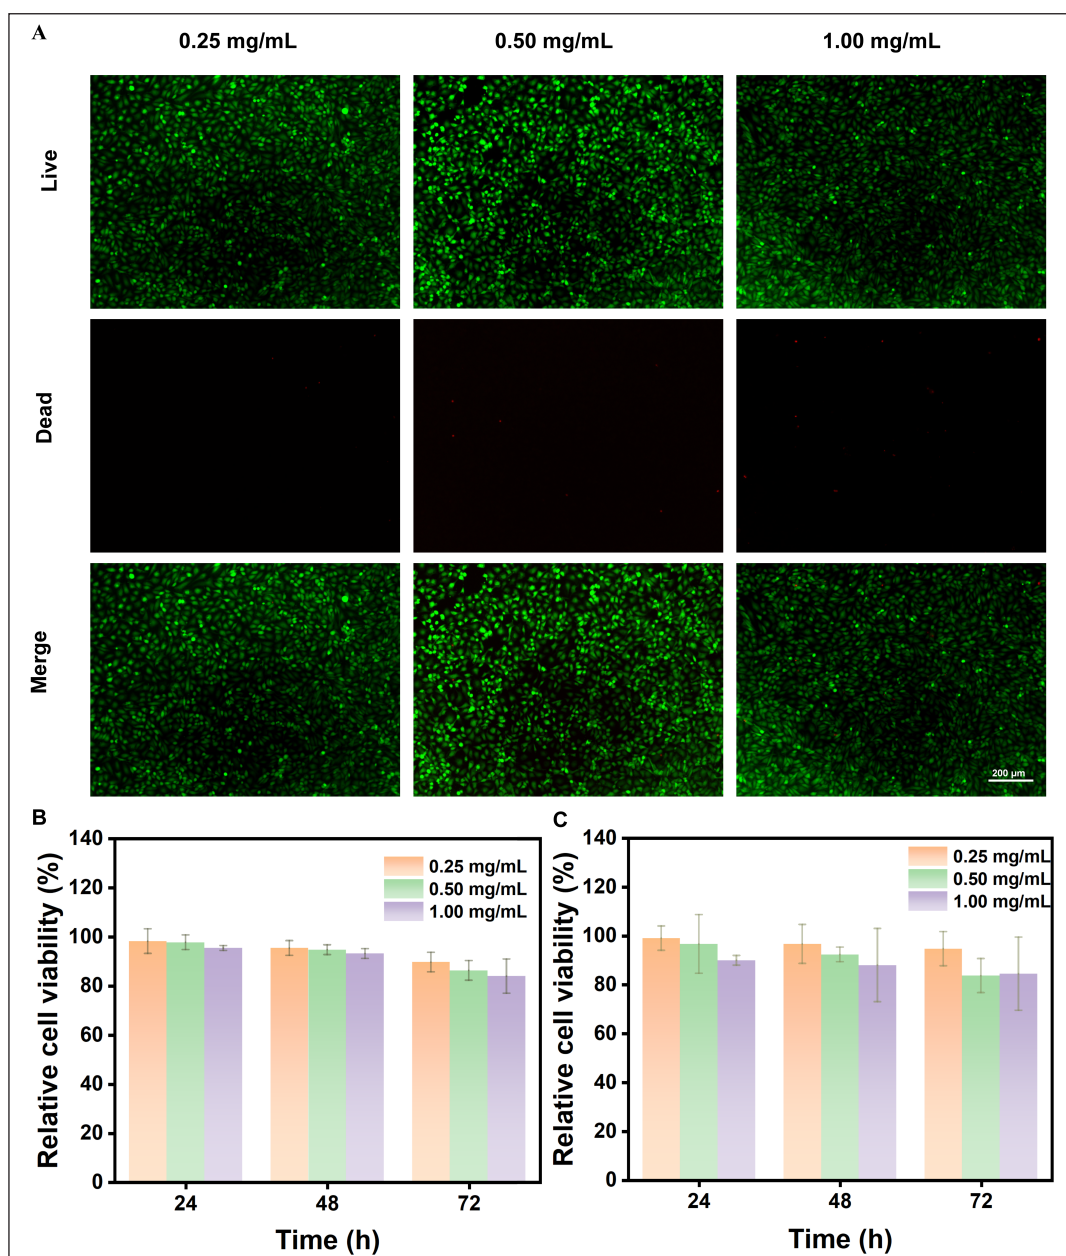 A
0.25 mg/mL 0.50 mg/mL 1.00 mg/mL
Live
Dead
Merge
200 μm
B
Relative cell viability (%)
140
120
100
80
60
40
20
0
0.25 mg/mL
0.50 mg/mL
1.00 mg/mL
24 48 72
Time (h)
C
Relative cell viability (%)
140
120
100
80
60
40
20
0
0.25 mg/mL
0.50 mg/mL
1.00 mg/mL
24 48 72
Time (h)